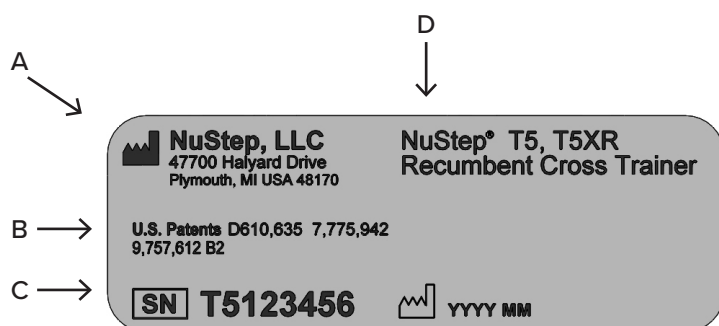 D
A
NuStep, LLC
47700 Halyard Drive
Plymouth, MI USA 48170
NuStep® T5, T5XR
Recumbent Cross Trainer
B
U.S. Patents D610,635 7,775,942
9,757,612 B2
C
SN T5123456
YYYY MM